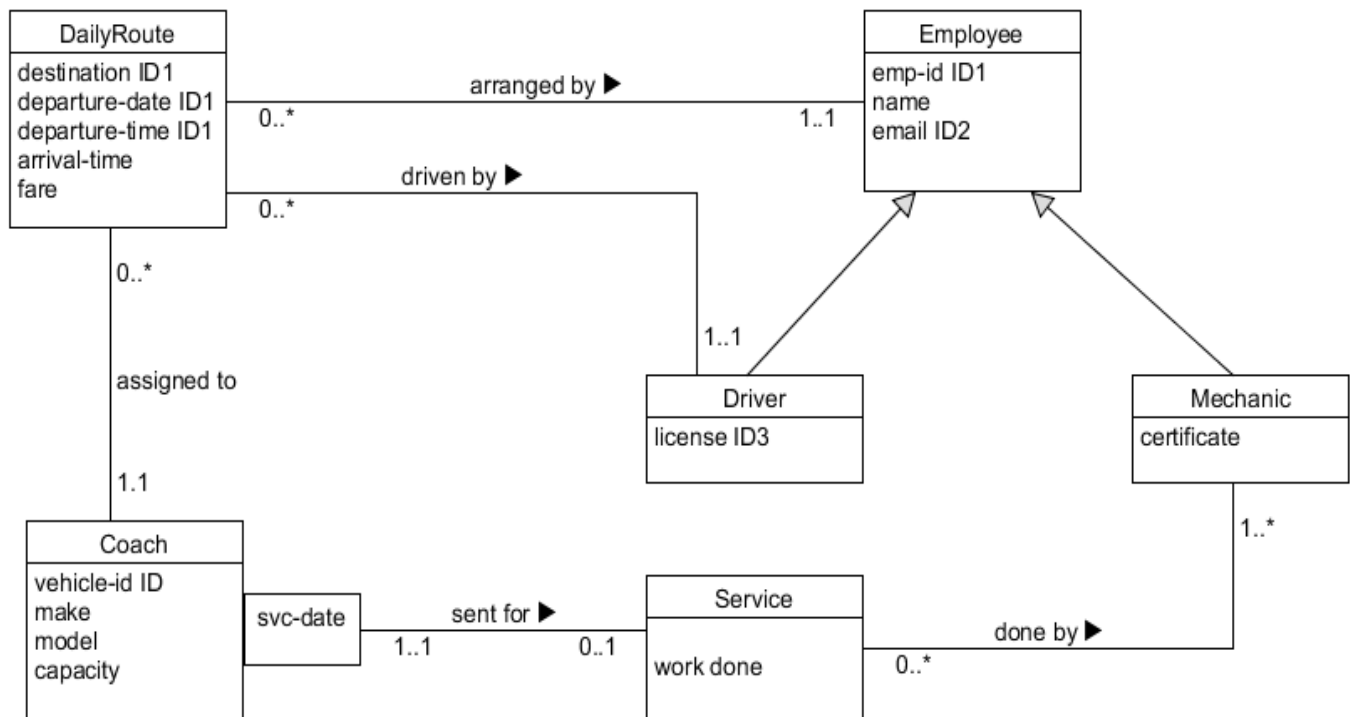 DailyRoute
destination ID1
departure-date ID1
departure-time ID1
arrival-time
fare
arranged by ▶
0..*
1..1
Employee
emp-id ID1
name
email ID2
driven by ▶
0..*
1..1
0..*
assigned to
1.1
Driver
license ID3
Mechanic
certificate
1..*
Coach
vehicle-id ID
make
model
capacity
svc-date
sent for ▶
1..1
0..1
Service
work done
done by ▶
0..*